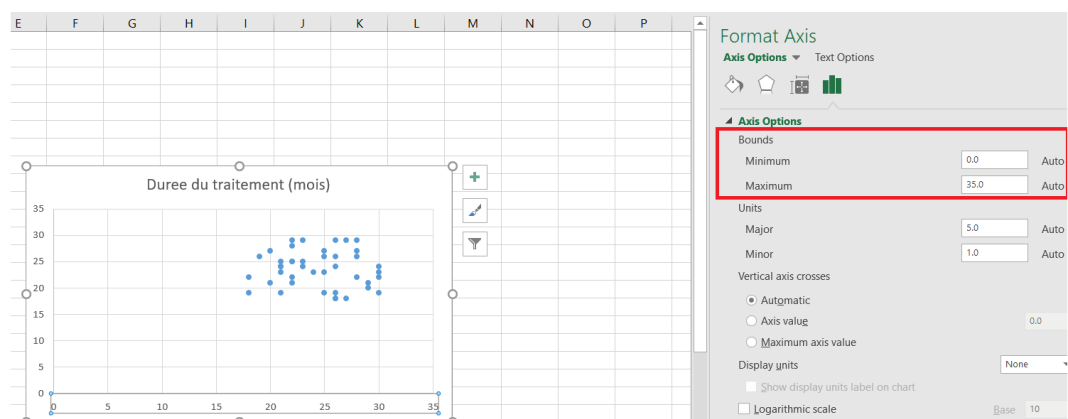 E F G H I J K L M N O P
Format Axis
Axis Options Text Options
Axis Options
Bounds
Minimum 0.0 Auto
Maximum 35.0 Auto
Units
Major 5.0 Auto
Minor 1.0 Auto
Vertical axis crosses
Automatic
Axis value 0.0
Maximum axis value
Display units None
Show display units label on chart
Logarithmic scale Base 10
Duree du traitement (mois)
35
30
25
20
15
10
5
0
0 5 10 15 20 25 30 35